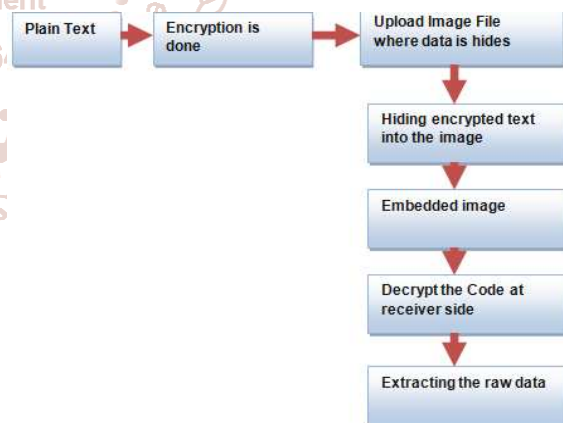 Plain Text
Encryption is
done
Upload Image File
where data is hides
Hiding encrypted text
into the image
Embedded image
Decrypt the Code at
receiver side
Extracting the raw data